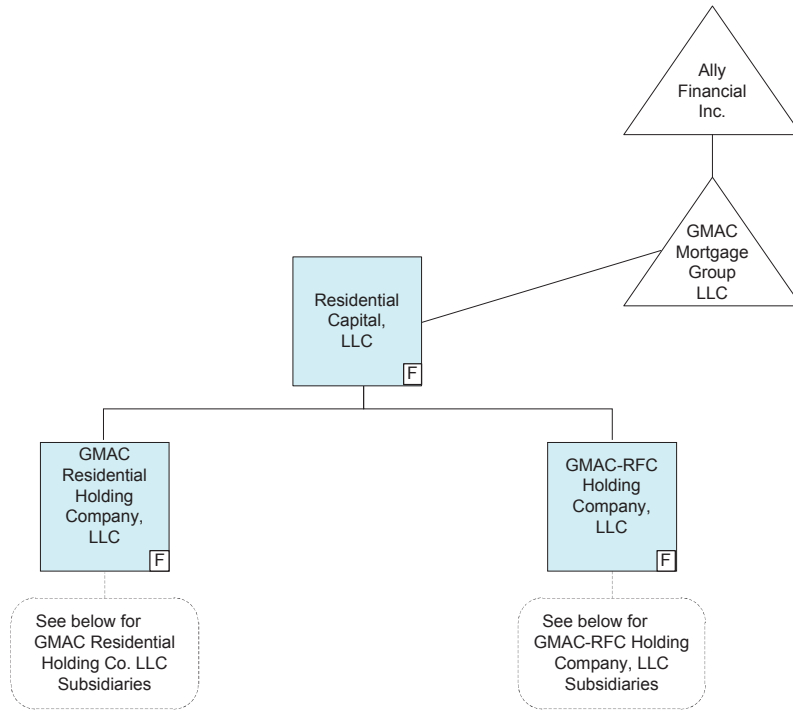 Ally
Financial
Inc.
GMAC
Mortgage
Group
LLC
Residential
Capital,
LLC
F
GMAC
Residential
Holding
Company,
LLC
F
GMAC-RFC
Holding
Company,
LLC
F
See below for
GMAC Residential
Holding Co. LLC
Subsidiaries
See below for
GMAC-RFC Holding
Company, LLC
Subsidiaries